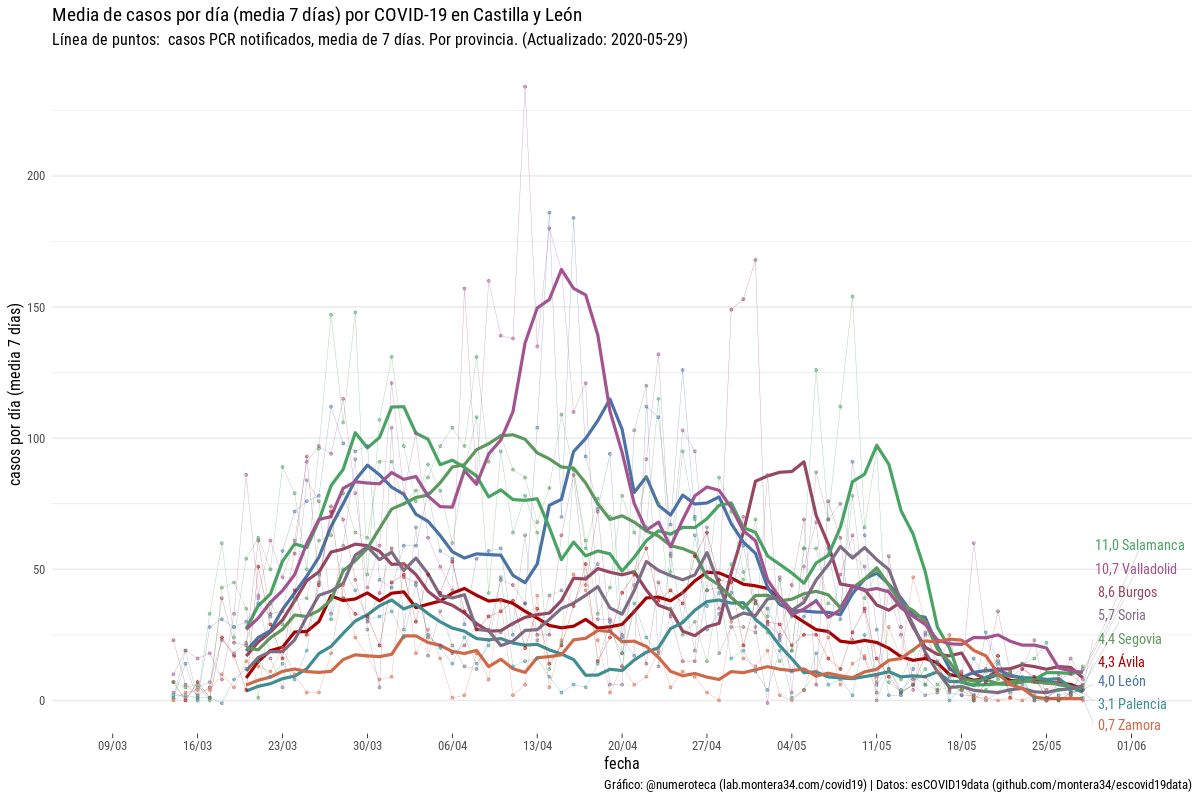 Media de casos por día (media 7 días) por COVID-19 en Castilla y León
Línea de puntos:  casos PCR notificados, media de 7 días. Por provincia. (Actualizado: 2020-05-29)
casos por día (media 7 días)
200
150
100
50
0
11,0 Salamanca
10,7 Valladolid
8,6 Burgos
5,7 Soria
4,4 Segovia
4,3 Ávila
4,0 León
3,1 Palencia
0,7 Zamora
09/03 16/03 23/03 30/03 06/04 13/04 20/04 27/04 04/05 11/05 18/05 25/05 01/06
fecha
Gráfico: @numeroteca (lab.montera34.com/covid19) | Datos: esCOVID19data (github.com/montera34/escovid19data)